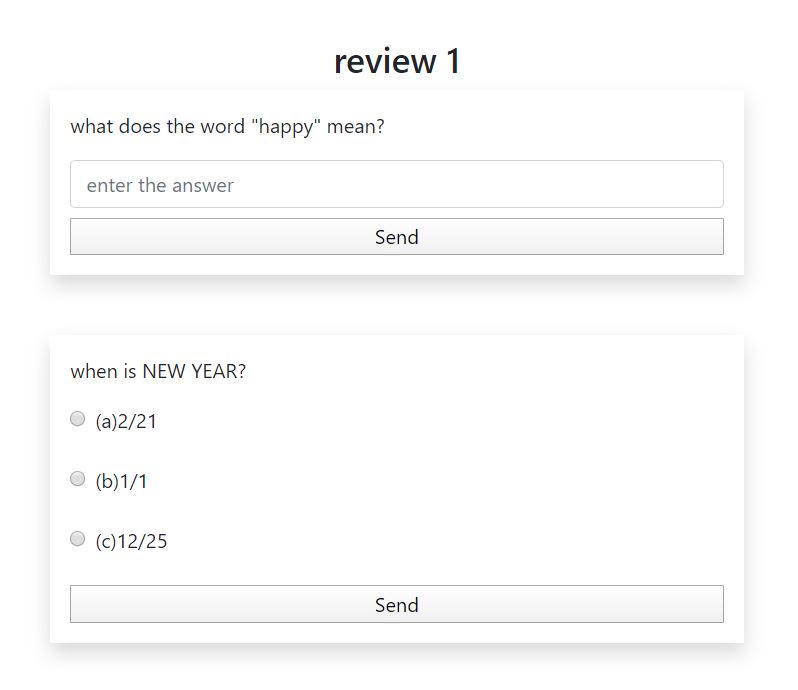 review 1
what does the word "happy" mean?
enter the answer
Send
when is NEW YEAR?
(a)2/21
(b)1/1
(c)12/25
Send